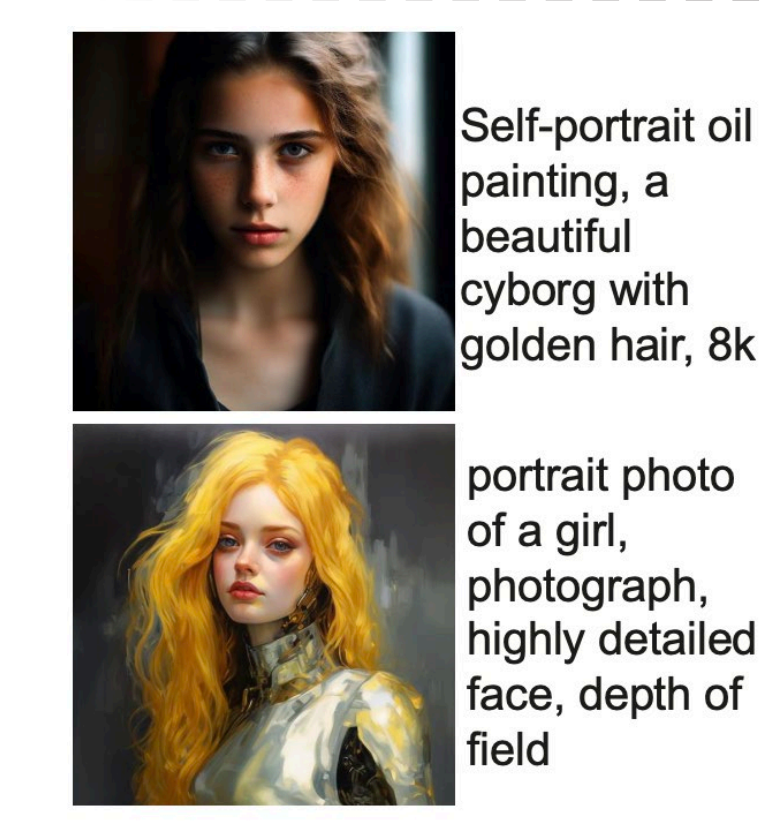 Self-portrait oil
painting, a
beautiful
cyborg with
golden hair, 8k
portrait photo
of a girl,
photograph,
highly detailed
face, depth of
field